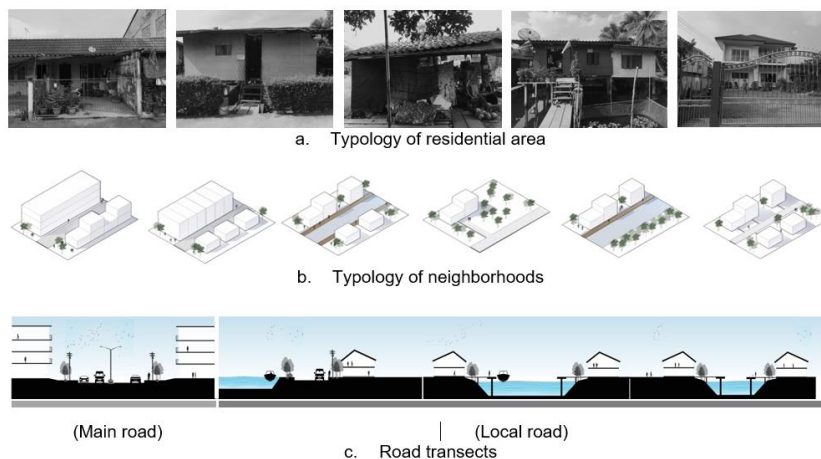 a. Typology of residential area
b. Typology of neighborhoods
(Main road) (Local road)
c. Road transects